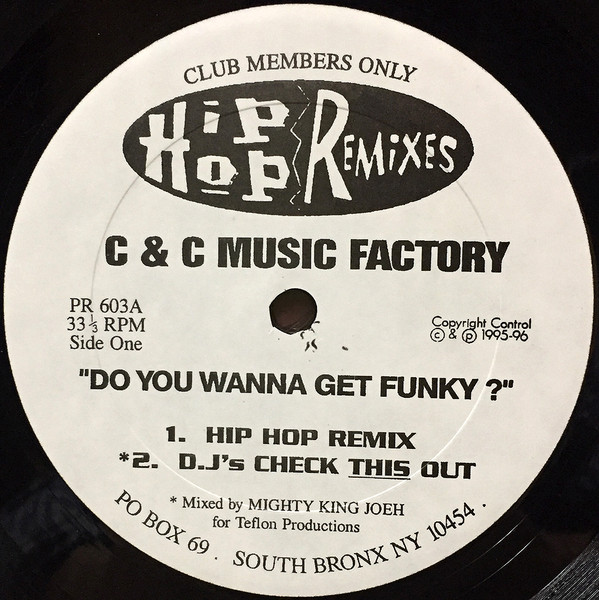 CLUB MEMBERS ONLY
HiP HOP REMiXES
C & C MUSIC FACTORY
PR 603A
33 1/3 RPM
Side One
Copyright Control
© & ℗ 1995-96
"DO YOU WANNA GET FUNKY ?"
1. HIP HOP REMIX
*2. D.J's CHECK THIS OUT
* Mixed by MIGHTY KING JOEH
for Teflon Productions
PO BOX 69 . SOUTH BRONX NY 10454 .